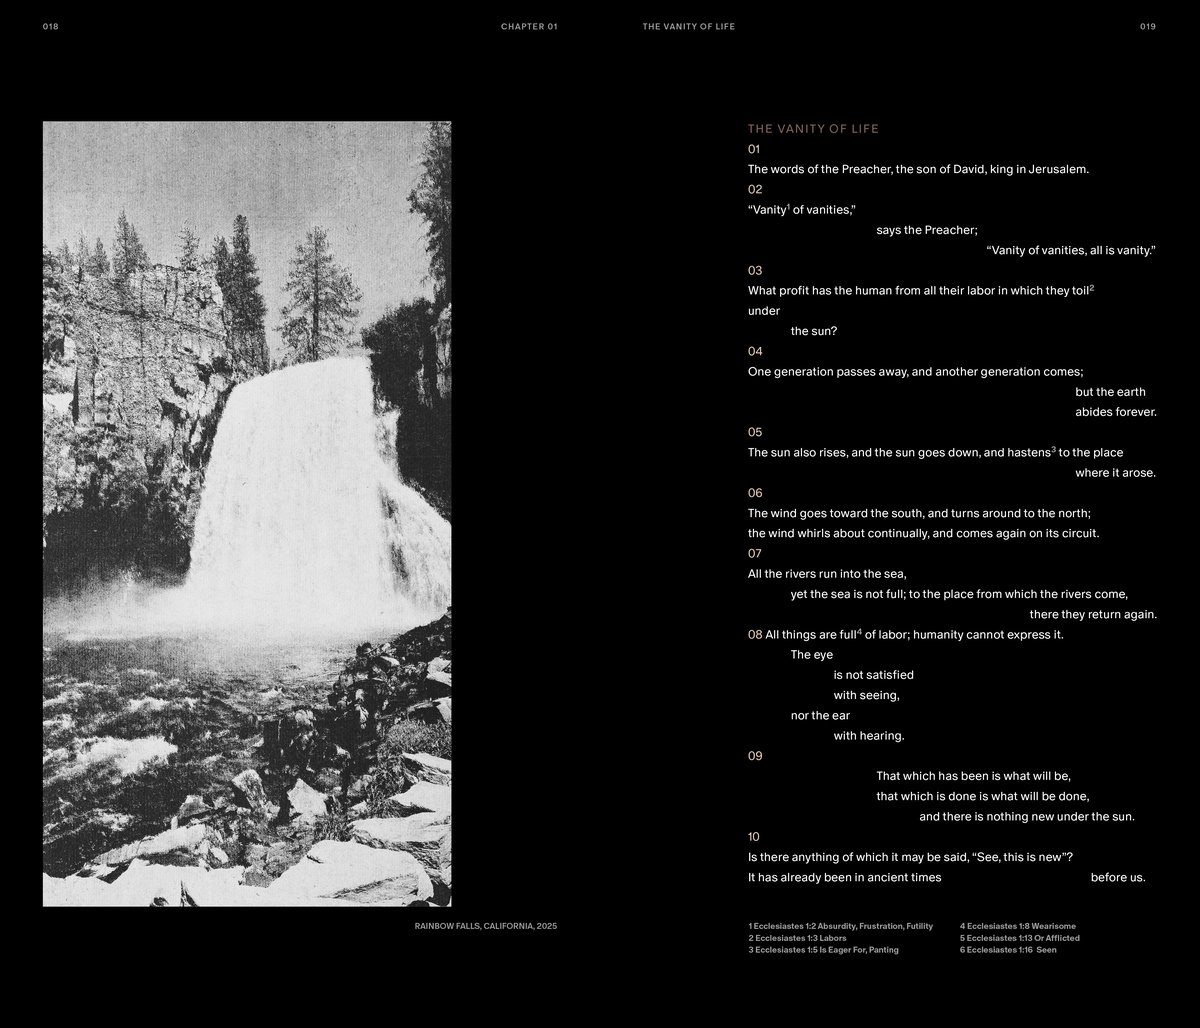 018
CHAPTER 01
THE VANITY OF LIFE
019
RAINBOW FALLS, CALIFORNIA, 2025
THE VANITY OF LIFE
01
The words of the Preacher, the son of David, king in Jerusalem.
02
“Vanity¹ of vanities,”
says the Preacher;
“Vanity of vanities, all is vanity.”
03
What profit has the human from all their labor in which they toil²
under
the sun?
04
One generation passes away, and another generation comes;
but the earth
abides forever.
05
The sun also rises, and the sun goes down, and hastens³ to the place
where it arose.
06
The wind goes toward the south, and turns around to the north;
the wind whirls about continually, and comes again on its circuit.
07
All the rivers run into the sea,
yet the sea is not full; to the place from which the rivers come,
there they return again.
08 All things are full⁴ of labor; humanity cannot express it.
The eye
is not satisfied
with seeing,
nor the ear
with hearing.
09
That which has been is what will be,
that which is done is what will be done,
and there is nothing new under the sun.
10
Is there anything of which it may be said, “See, this is new”?
It has already been in ancient times before us.
1 Ecclesiastes 1:2 Absurdity, Frustration, Futility
2 Ecclesiastes 1:3 Labors
3 Ecclesiastes 1:5 Is Eager For, Panting
4 Ecclesiastes 1:8 Wearisome
5 Ecclesiastes 1:13 Or Afflicted
6 Ecclesiastes 1:16 Seen